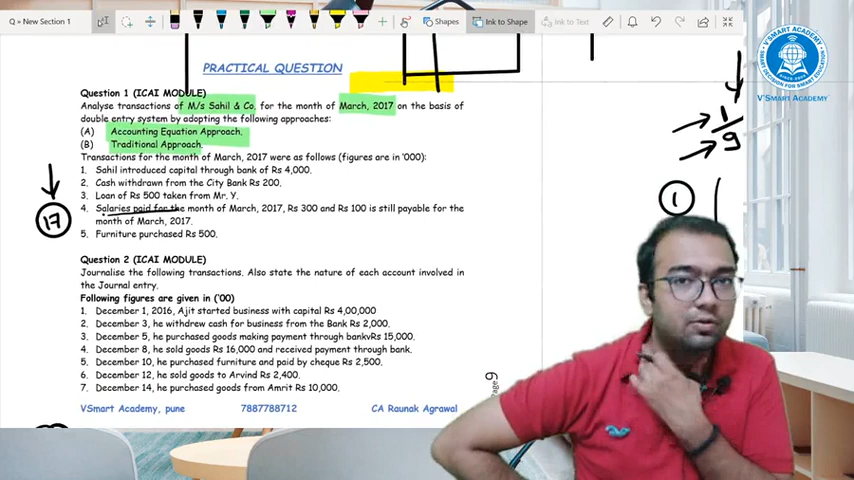 New Section 1
Shapes
Ink to Shape
Ink to Text
V'SMART ACADEMY
SMART DECISION FOR SMART EDUCATION
V'SMART ACADEMY
PRACTICAL QUESTION
Question 1 (ICAI MODULE)
Analyse transactions of M/s Sahil & Co. for the month of March, 2017 on the basis of
double entry system by adopting the following approaches:
(A) Accounting Equation Approach.
(B) Traditional Approach.
Transactions for the month of March, 2017 were as follows (figures are in '000):
1. Sahil introduced capital through bank of Rs 4,000.
2. Cash withdrawn from the City Bank Rs 200.
3. Loan of Rs 500 taken from Mr. Y.
4. Salaries paid for the month of March, 2017, Rs 300 and Rs 100 is still payable for the
month of March, 2017.
5. Furniture purchased Rs 500.
17
1
9
1
Question 2 (ICAI MODULE)
Journalise the following transactions. Also state the nature of each account involved in
the Journal entry.
Following figures are given in ('00)
1. December 1, 2016, Ajit started business with capital Rs 4,00,000
2. December 3, he withdrew cash for business from the Bank Rs 2,000.
3. December 5, he purchased goods making payment through bankvRs 15,000.
4. December 8, he sold goods Rs 16,000 and received payment through bank.
5. December 10, he purchased furniture and paid by cheque Rs 2,500.
6. December 12, he sold goods to Arvind Rs 2,400.
7. December 14, he purchased goods from Amrit Rs 10,000.
Page 9
VSmart Academy, pune 7887788712 CA Raunak Agrawal